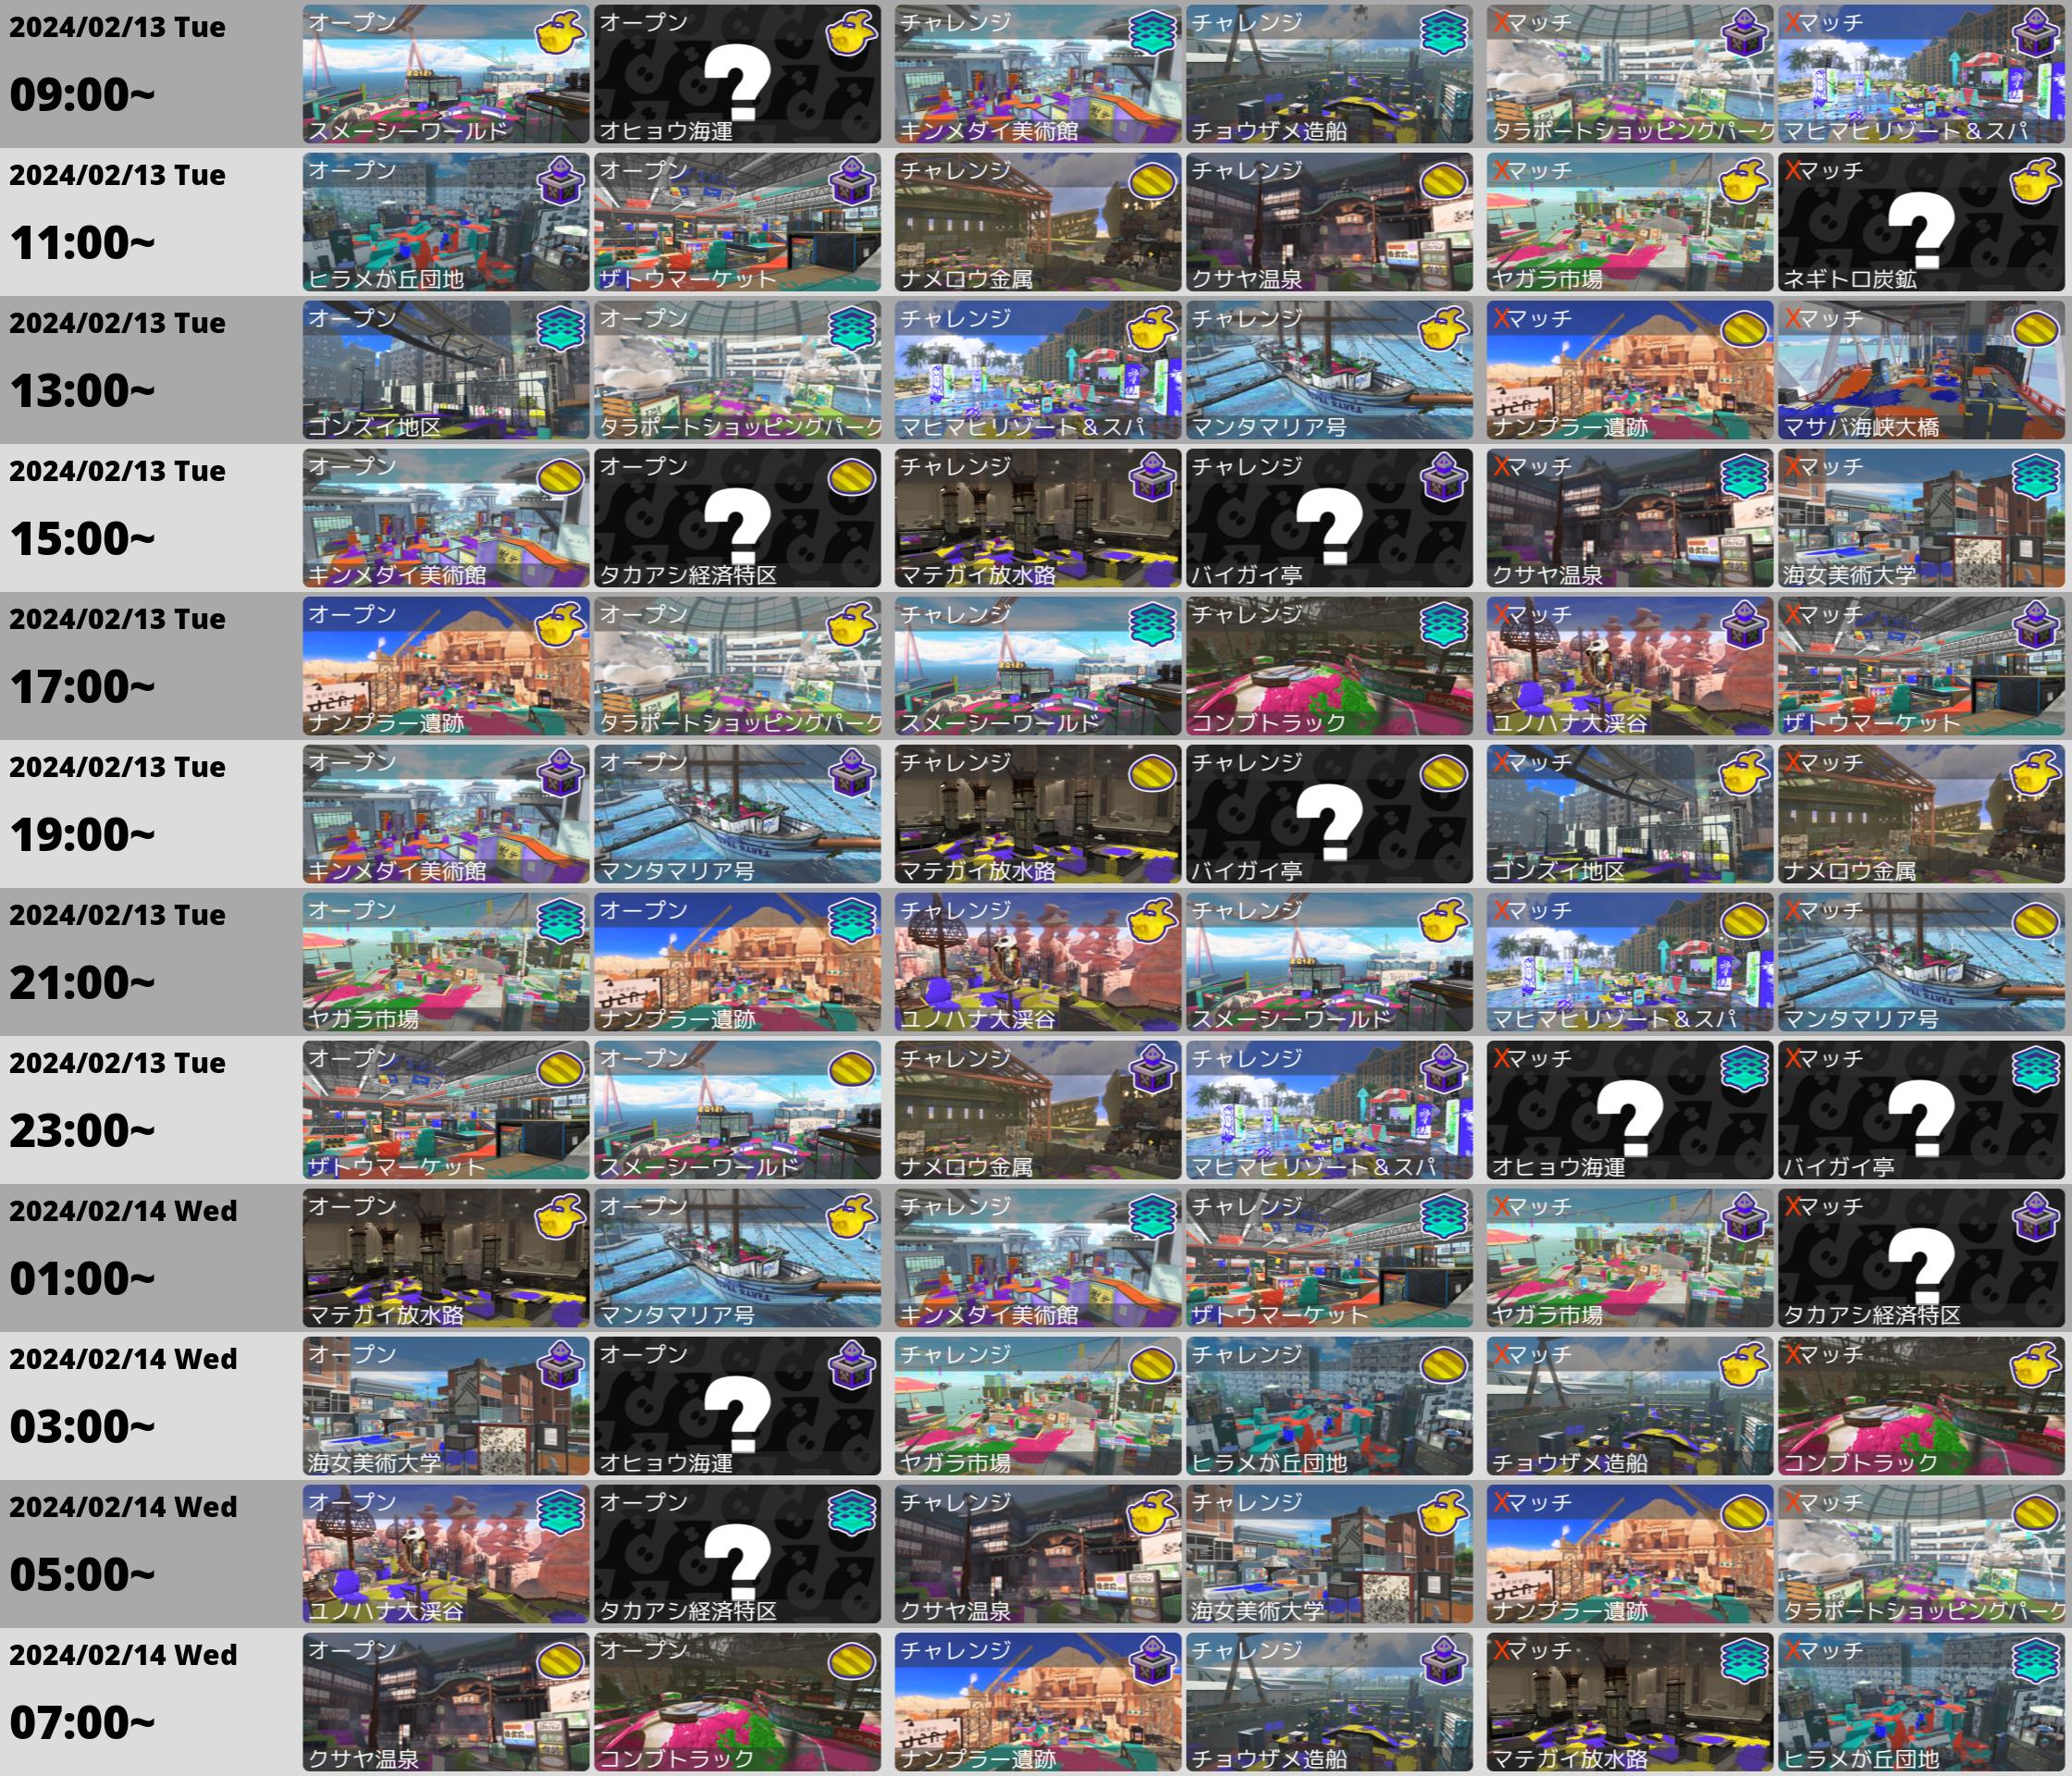 2024/02/13 Tue
09:00~
オープン オープン チャレンジ チャレンジ Xマッチ Xマッチ
スメーシーワールド オヒョウ海運 キンメダイ美術館 チョウザメ造船 タラポートショッピングパーク マヒマヒリゾート＆スパ
2024/02/13 Tue
11:00~
オープン オープン チャレンジ チャレンジ Xマッチ Xマッチ
ヒラメが丘団地 ザトウマーケット ナメロウ金属 クサヤ温泉 ヤガラ市場 ネギトロ炭鉱
2024/02/13 Tue
13:00~
オープン オープン チャレンジ チャレンジ Xマッチ Xマッチ
ゴンズイ地区 タラポートショッピングパーク マヒマヒリゾート＆スパ マンタマリア号 ナンプラー遺跡 マサバ海峡大橋
2024/02/13 Tue
15:00~
オープン オープン チャレンジ チャレンジ Xマッチ Xマッチ
キンメダイ美術館 タカアシ経済特区 マテガイ放水路 バイガイ亭 クサヤ温泉 海女美術大学
2024/02/13 Tue
17:00~
オープン オープン チャレンジ チャレンジ Xマッチ Xマッチ
ナンプラー遺跡 タラポートショッピングパーク スメーシーワールド コンブトラック ユノハナ大渓谷 ザトウマーケット
2024/02/13 Tue
19:00~
オープン オープン チャレンジ チャレンジ Xマッチ Xマッチ
キンメダイ美術館 マンタマリア号 マテガイ放水路 バイガイ亭 ゴンズイ地区 ナメロウ金属
2024/02/13 Tue
21:00~
オープン オープン チャレンジ チャレンジ Xマッチ Xマッチ
ヤガラ市場 ナンプラー遺跡 ユノハナ大渓谷 スメーシーワールド マヒマヒリゾート＆スパ マンタマリア号
2024/02/13 Tue
23:00~
オープン オープン チャレンジ チャレンジ Xマッチ Xマッチ
ザトウマーケット スメーシーワールド ナメロウ金属 マヒマヒリゾート＆スパ オヒョウ海運 バイガイ亭
2024/02/14 Wed
01:00~
オープン オープン チャレンジ チャレンジ Xマッチ Xマッチ
マテガイ放水路 マンタマリア号 キンメダイ美術館 ザトウマーケット ヤガラ市場 タカアシ経済特区
2024/02/14 Wed
03:00~
オープン オープン チャレンジ チャレンジ Xマッチ Xマッチ
海女美術大学 オヒョウ海運 ヤガラ市場 ヒラメが丘団地 チョウザメ造船 コンブトラック
2024/02/14 Wed
05:00~
オープン オープン チャレンジ チャレンジ Xマッチ Xマッチ
ユノハナ大渓谷 タカアシ経済特区 クサヤ温泉 海女美術大学 ナンプラー遺跡 タラポートショッピングパーク
2024/02/14 Wed
07:00~
オープン オープン チャレンジ チャレンジ Xマッチ Xマッチ
クサヤ温泉 コンブトラック ナンプラー遺跡 チョウザメ造船 マテガイ放水路 ヒラメが丘団地